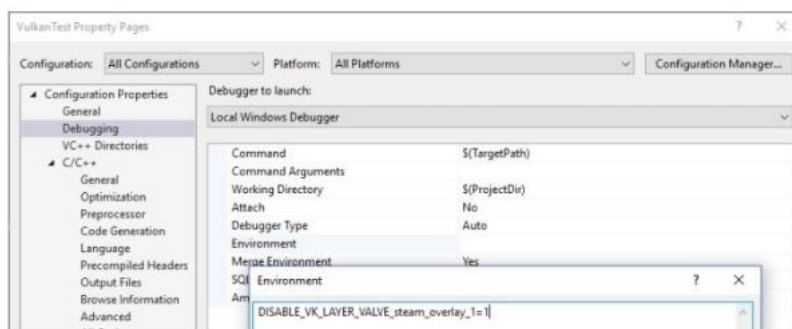 VulkanTest Property Pages ? ×
Configuration: All Configurations Platform: All Platforms Configuration Manager...
Configuration Properties
General
Debugging
VC++ Directories
C/C++
General
Optimization
Preprocessor
Code Generation
Language
Precompiled Headers
Output Files
Browse Information
Advanced
Debugger to launch:
Local Windows Debugger
Command $(TargetPath)
Command Arguments
Working Directory $(ProjectDir)
Attach No
Debugger Type Auto
Environment
Merge Environment Yes
SQL
Am
Environment ? ×
DISABLE_VK_LAYER_VALVE_steam_overlay_1=1